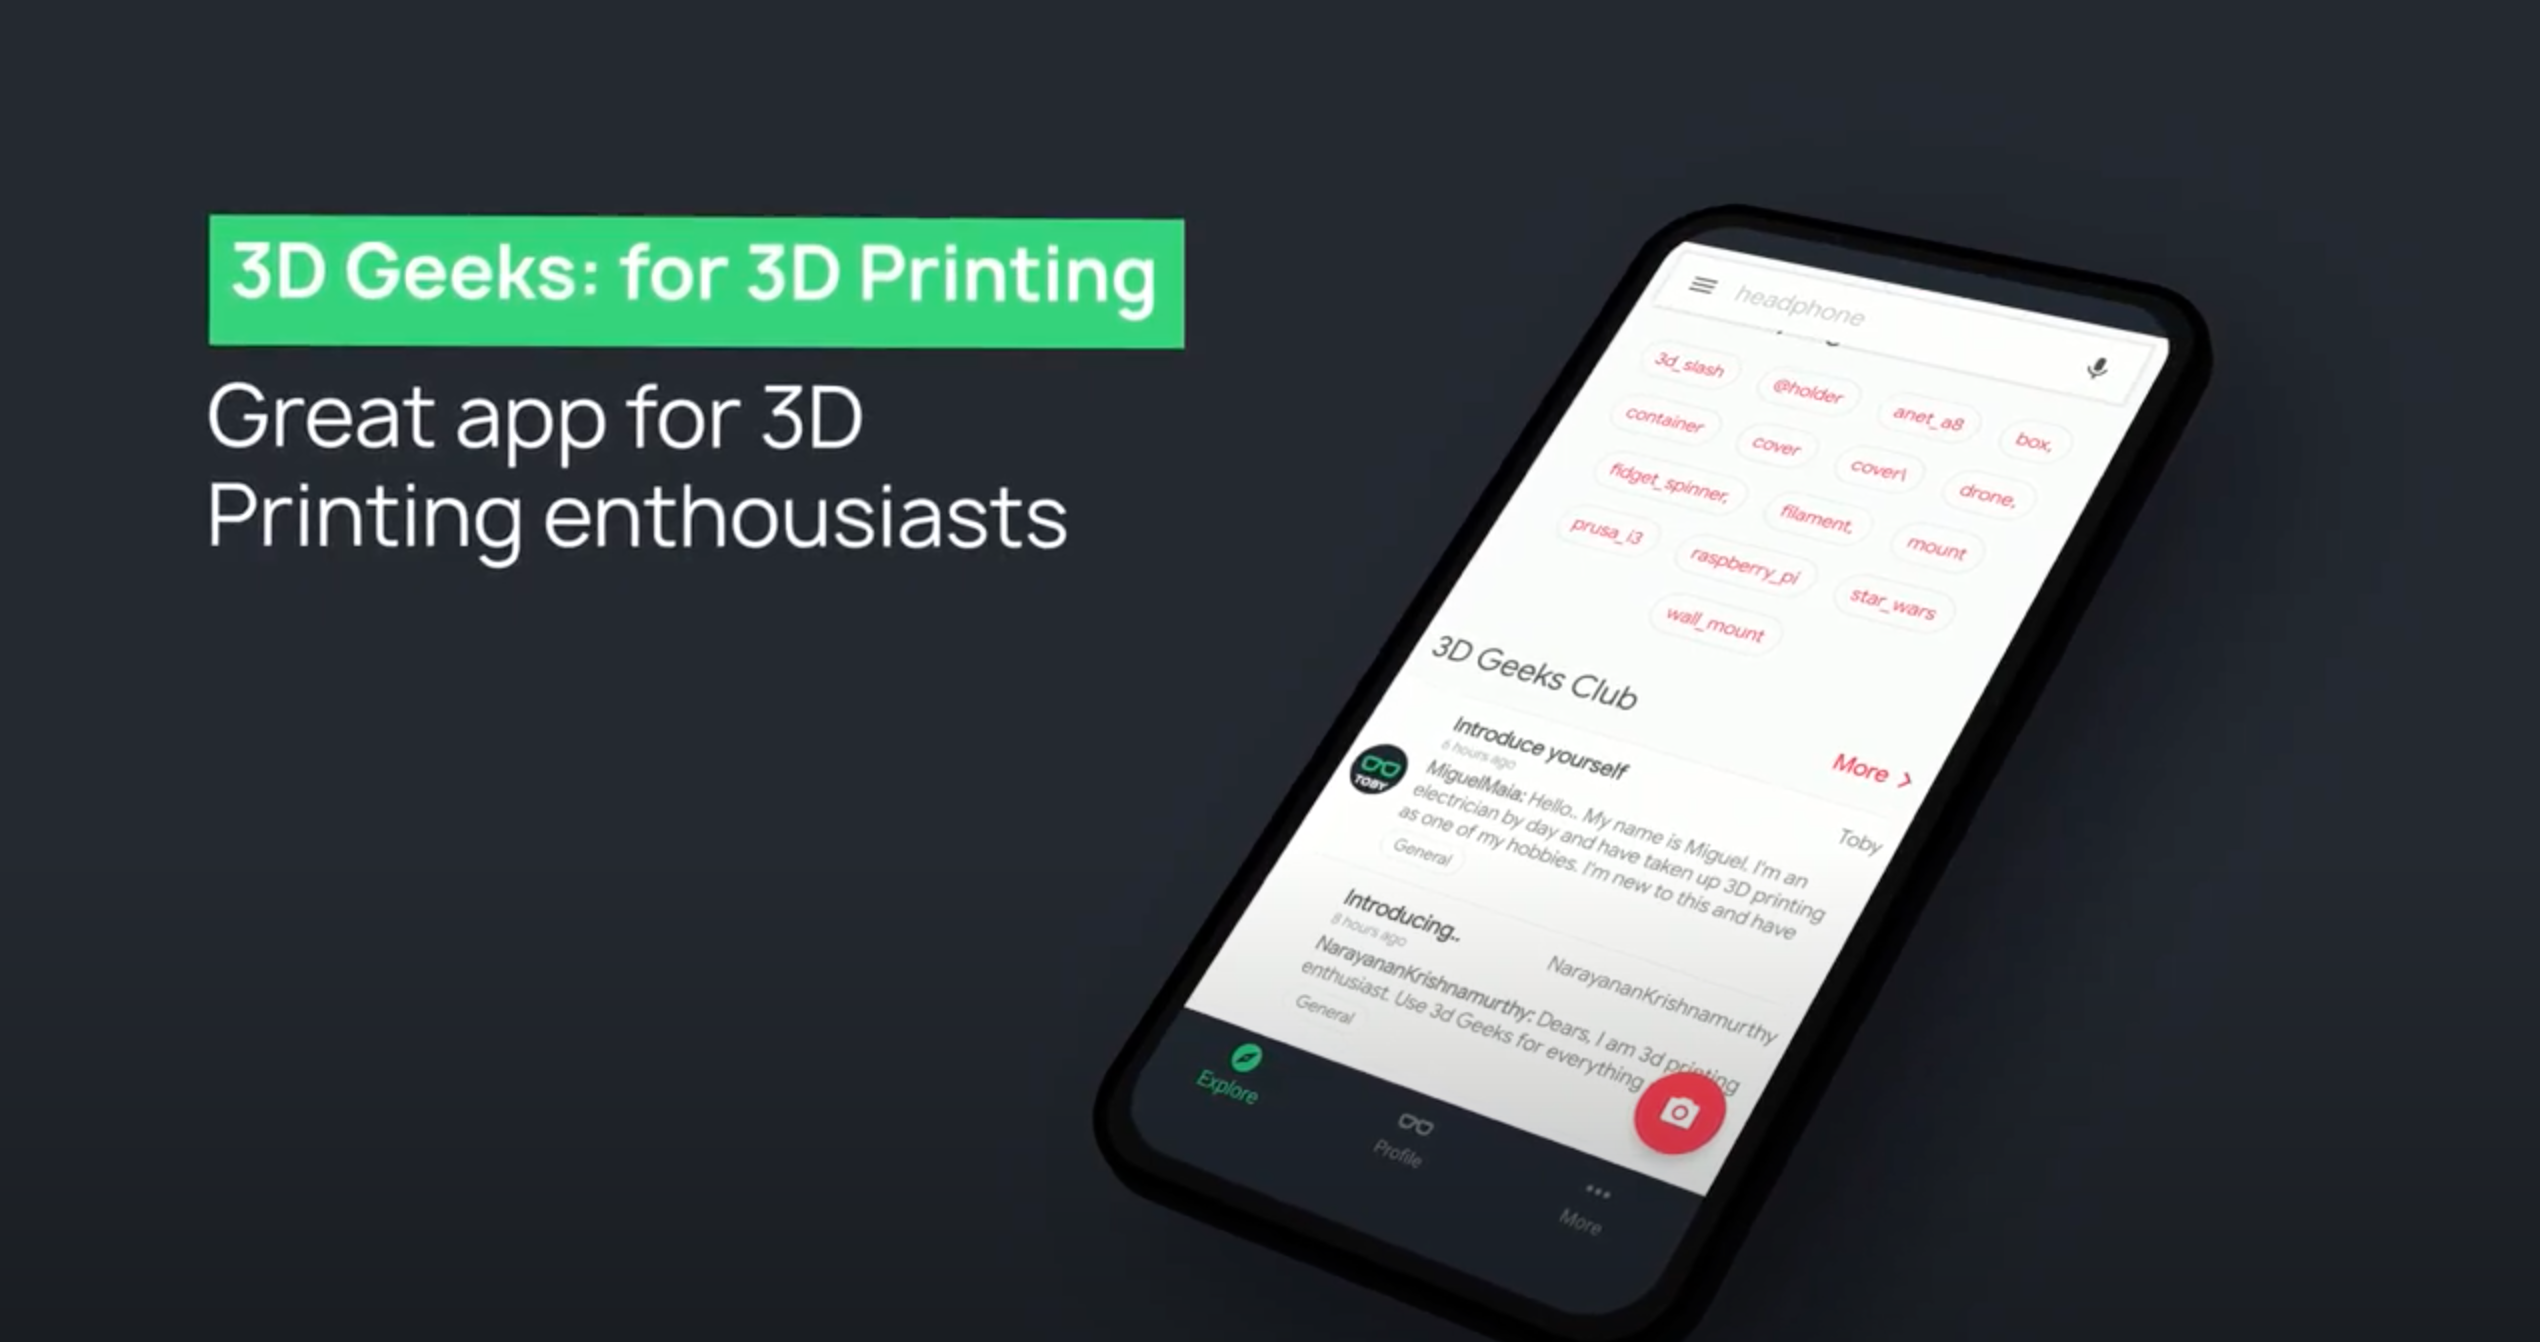 3D Geeks: for 3D Printing
Great app for 3D
Printing enthousiasts
headphone
3d_slash
@holder
anet_a8
box,
container
cover
cover\
drone,
fidget_spinner,
filament,
mount
prusa_i3
raspberry_pi
star_wars
wall_mount
3D Geeks Club
More >
Introduce yourself
6 hours ago
Toby
TOBY
MiguelMaia: Hello.. My name is Miguel. I'm an
electrician by day and have taken up 3D printing
as one of my hobbies. I'm new to this and have
General
Introducing..
8 hours ago
NarayananKrishnamurthy
NarayananKrishnamurthy: Dears, I am 3d printing
enthusiast. Use 3d Geeks for everything
General
Explore
Profile
More